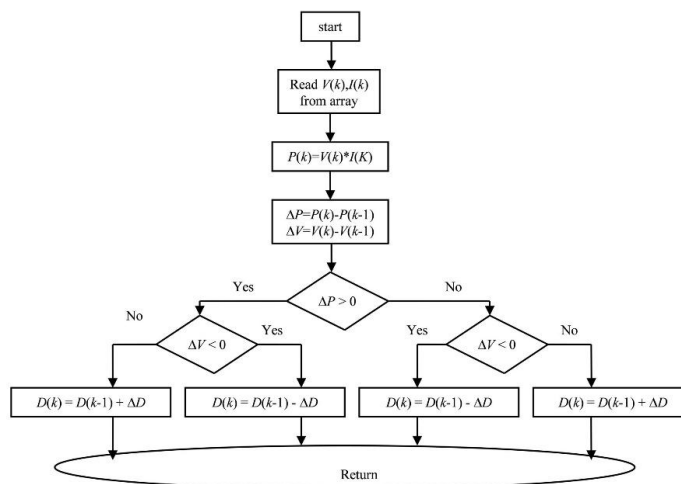 start
Read V(k),I(k)
from array
P(k)=V(k)*I(K)
ΔP=P(k)-P(k-1)
ΔV=V(k)-V(k-1)
Yes
ΔP > 0
No
No
ΔV < 0
Yes
Yes
ΔV < 0
No
D(k) = D(k-1) + ΔD
D(k) = D(k-1) - ΔD
D(k) = D(k-1) - ΔD
D(k) = D(k-1) + ΔD
Return